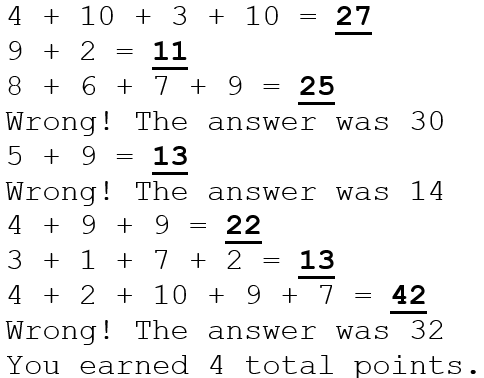 4 + 10 + 3 + 10 = 27
9 + 2 = 11
8 + 6 + 7 + 9 = 25
Wrong! The answer was 30
5 + 9 = 13
Wrong! The answer was 14
4 + 9 + 9 = 22
3 + 1 + 7 + 2 = 13
4 + 2 + 10 + 9 + 7 = 42
Wrong! The answer was 32
You earned 4 total points.